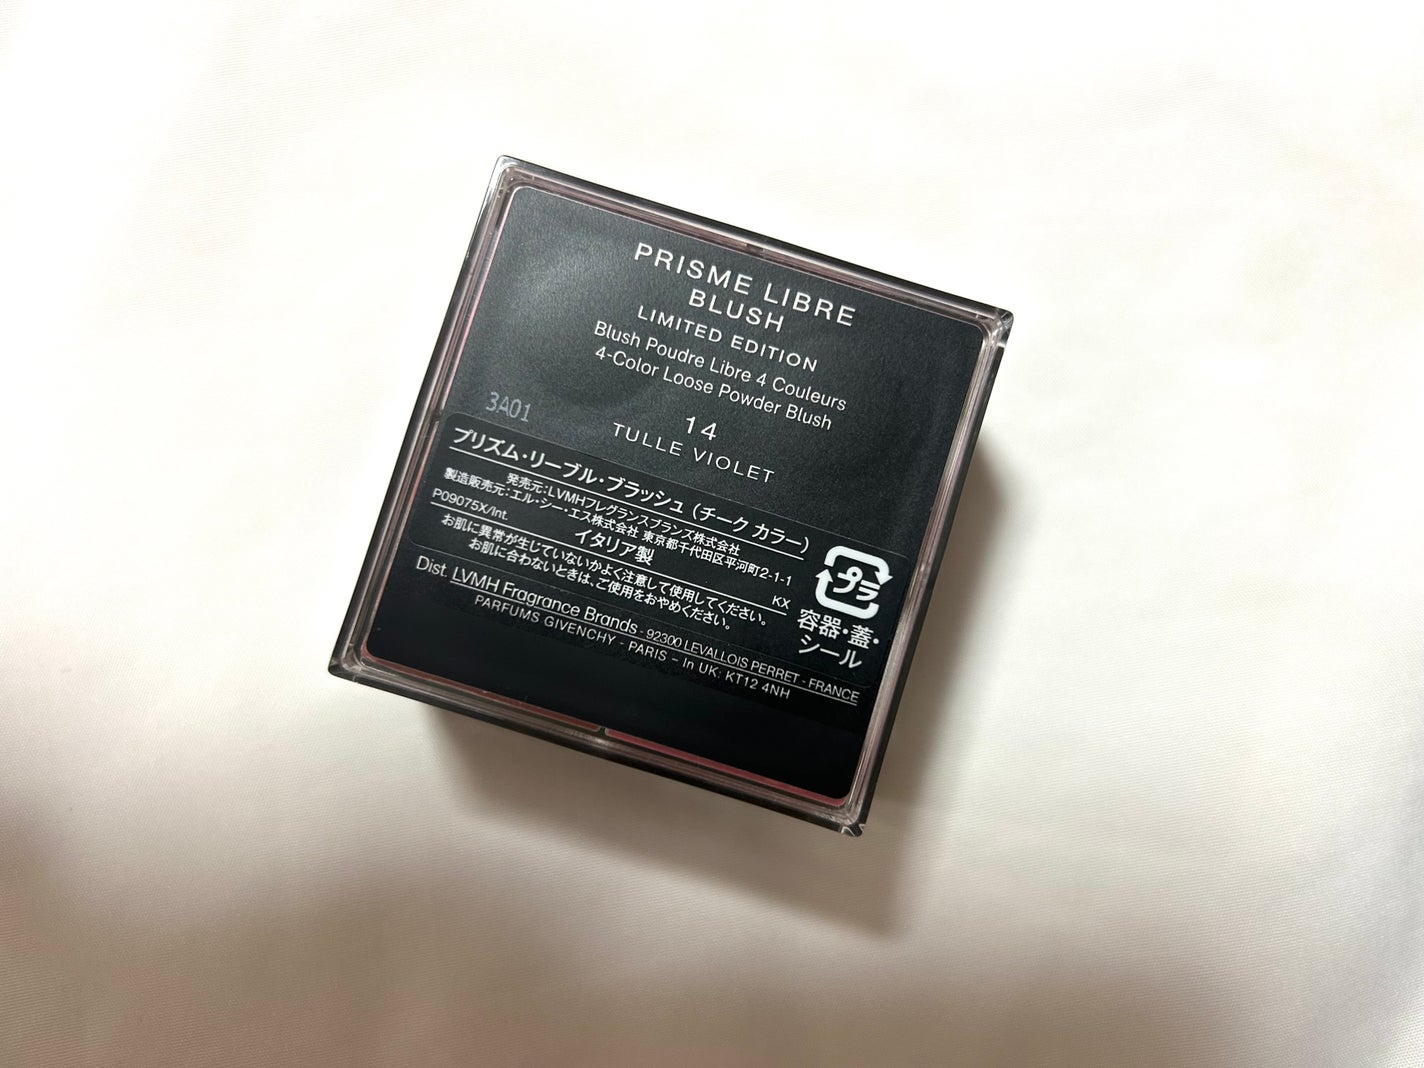 PRISME LIBRE
BLUSH
LIMITED EDITION
Blush Poudre Libre 4 Couleurs
4-Color Loose Powder Blush
14
TULLE VIOLET
3A01
プリズム・リーブル・ブラッシュ（チーク カラー）
発売元：LVMHフレグランスブランズ株式会社
製造販売元：エル・シー・エス株式会社 東京都千代田区平河町2-1-1
P09075X/Int.
イタリア製
KX
お肌に異常が生じていないかよく注意して使用してください。
お肌に合わないときは、ご使用をおやめください。
プラ
容器・蓋・
シール
Dist. LVMH Fragrance Brands - 92300 LEVALLOIS PERRET - FRANCE
PARFUMS GIVENCHY - PARIS - In UK: KT12 4NH